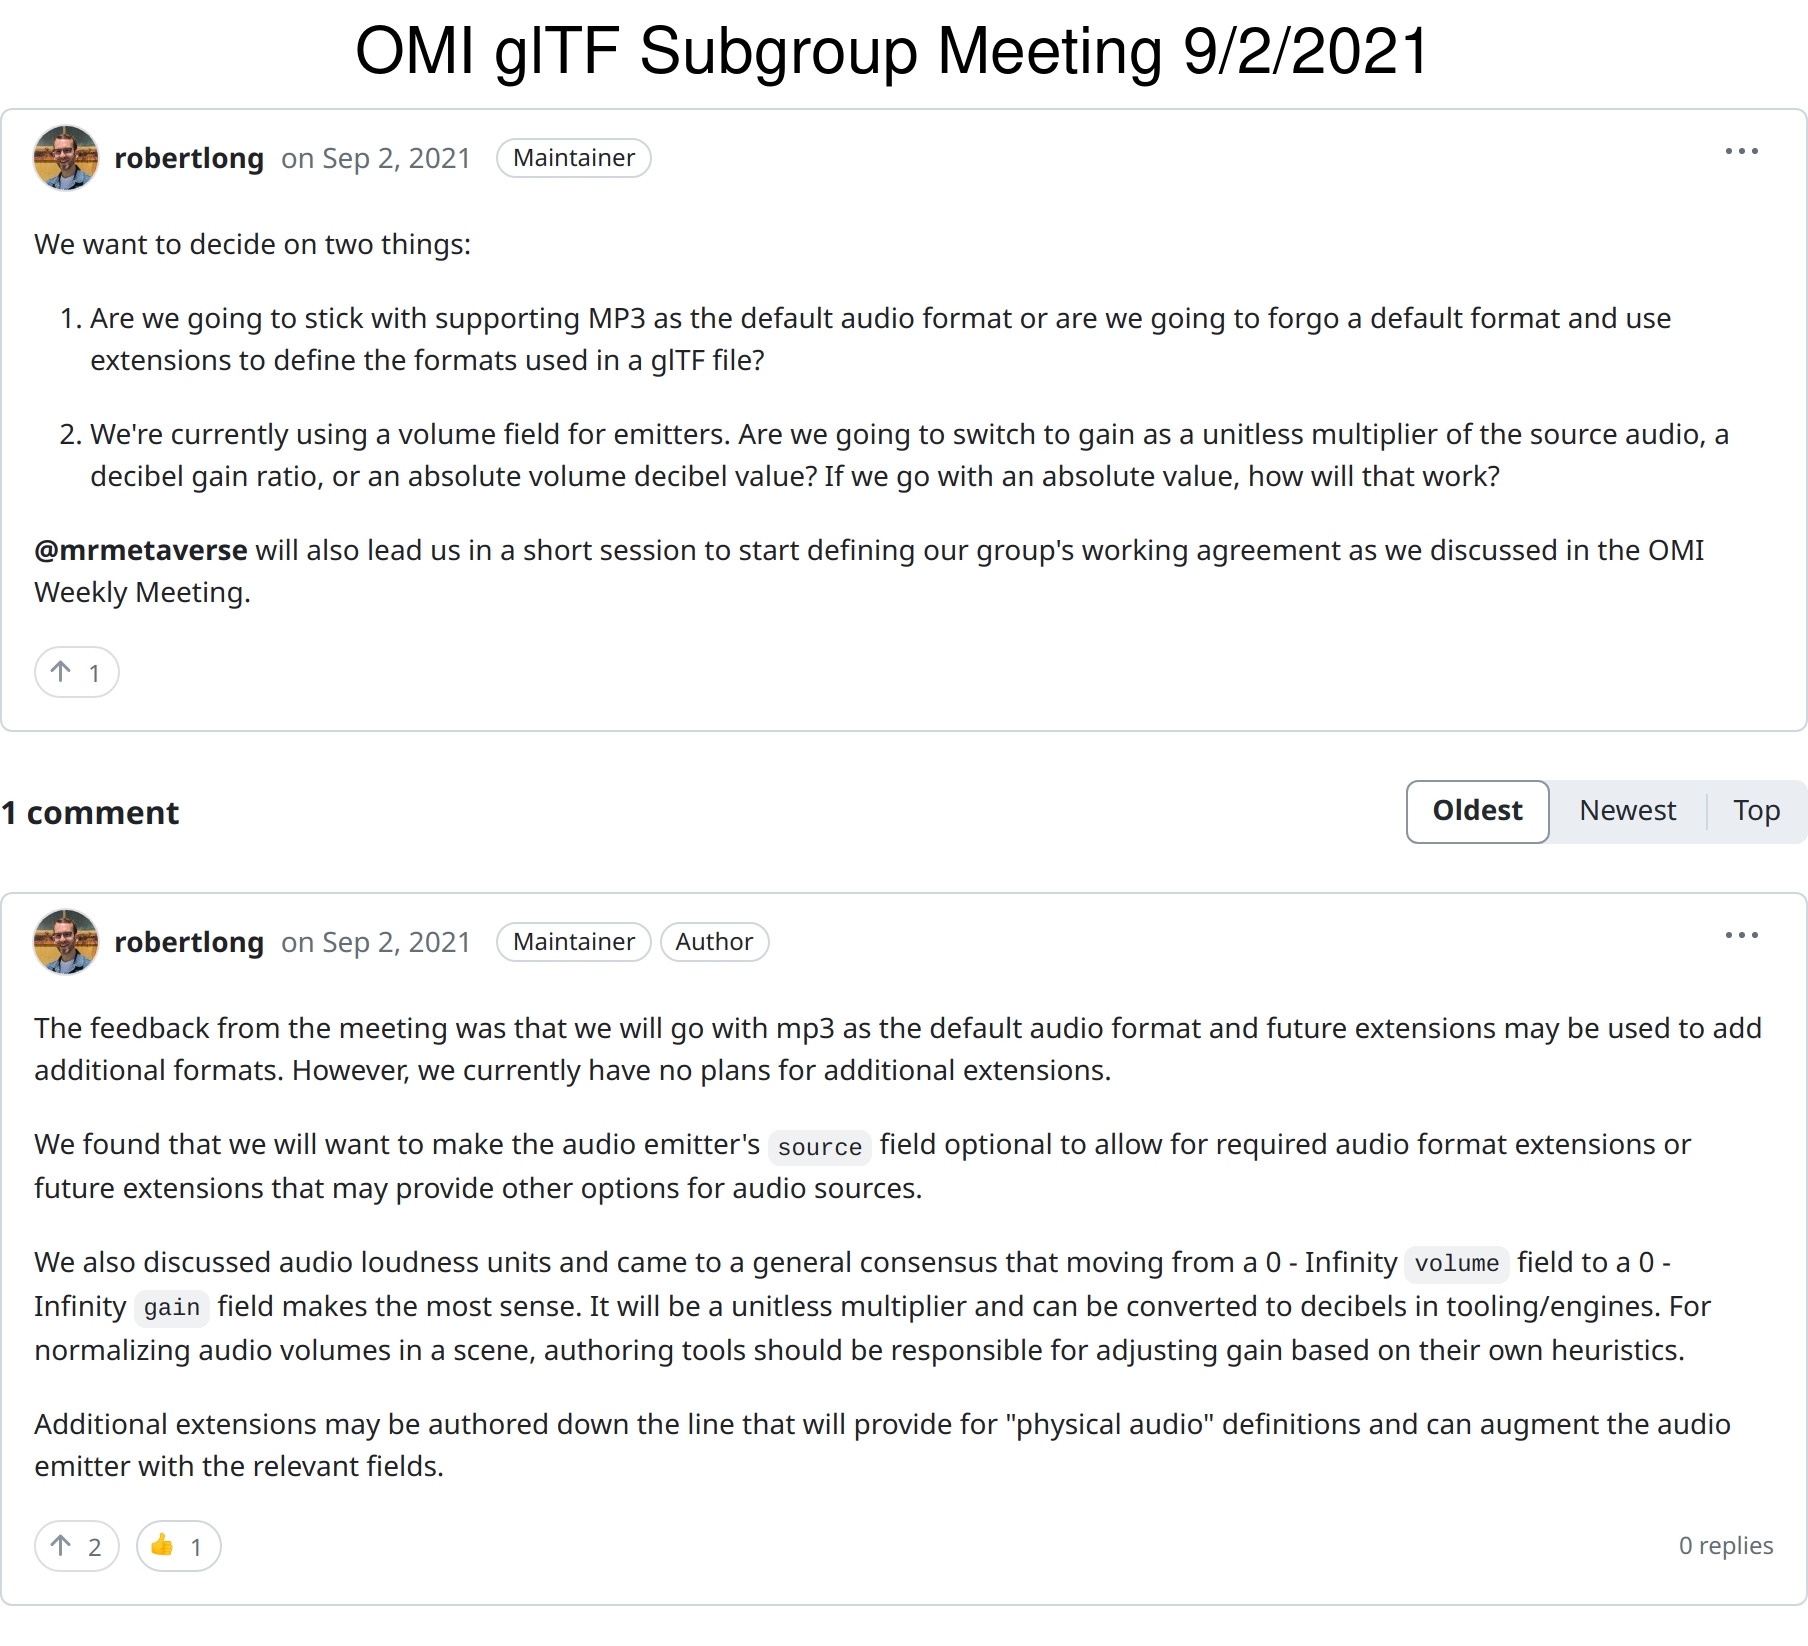 OMI glTF Subgroup Meeting 9/2/2021
robertlong on Sep 2, 2021 Maintainer
We want to decide on two things:
1. Are we going to stick with supporting MP3 as the default audio format or are we going to forgo a default format and use
extensions to define the formats used in a glTF file?
2. We're currently using a volume field for emitters. Are we going to switch to gain as a unitless multiplier of the source audio, a
decibel gain ratio, or an absolute volume decibel value? If we go with an absolute value, how will that work?
@mrmetaverse will also lead us in a short session to start defining our group's working agreement as we discussed in the OMI
Weekly Meeting.
1
1 comment
Oldest Newest Top
robertlong on Sep 2, 2021 Maintainer Author
The feedback from the meeting was that we will go with mp3 as the default audio format and future extensions may be used to add
additional formats. However, we currently have no plans for additional extensions.
We found that we will want to make the audio emitter's source field optional to allow for required audio format extensions or
future extensions that may provide other options for audio sources.
We also discussed audio loudness units and came to a general consensus that moving from a 0 - Infinity volume field to a 0 -
Infinity gain field makes the most sense. It will be a unitless multiplier and can be converted to decibels in tooling/engines. For
normalizing audio volumes in a scene, authoring tools should be responsible for adjusting gain based on their own heuristics.
Additional extensions may be authored down the line that will provide for "physical audio" definitions and can augment the audio
emitter with the relevant fields.
2 👍 1 0 replies